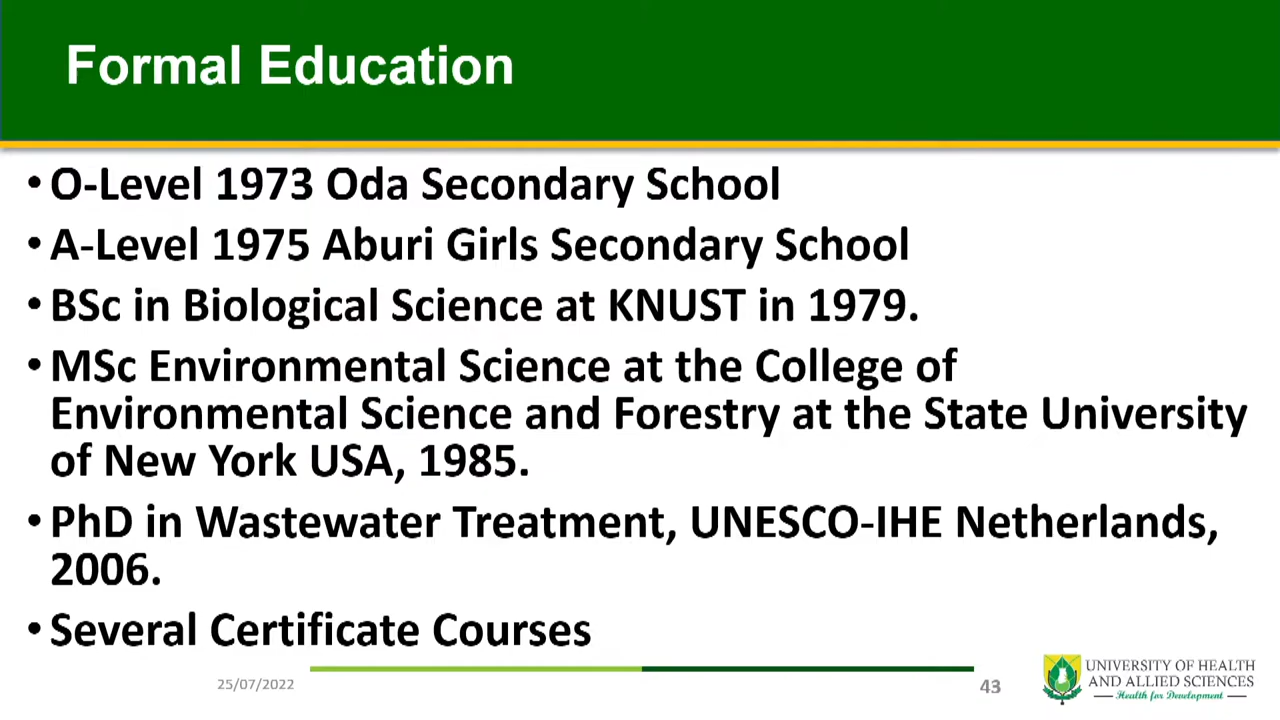 Formal Education
•O-Level 1973 Oda Secondary School
•A-Level 1975 Aburi Girls Secondary School
•BSc in Biological Science at KNUST in 1979.
•MSc Environmental Science at the College of
Environmental Science and Forestry at the State University
of New York USA, 1985.
•PhD in Wastewater Treatment, UNESCO-IHE Netherlands,
2006.
•Several Certificate Courses
25/07/2022
43
UNIVERSITY OF HEALTH
AND ALLIED SCIENCES
Health for Development